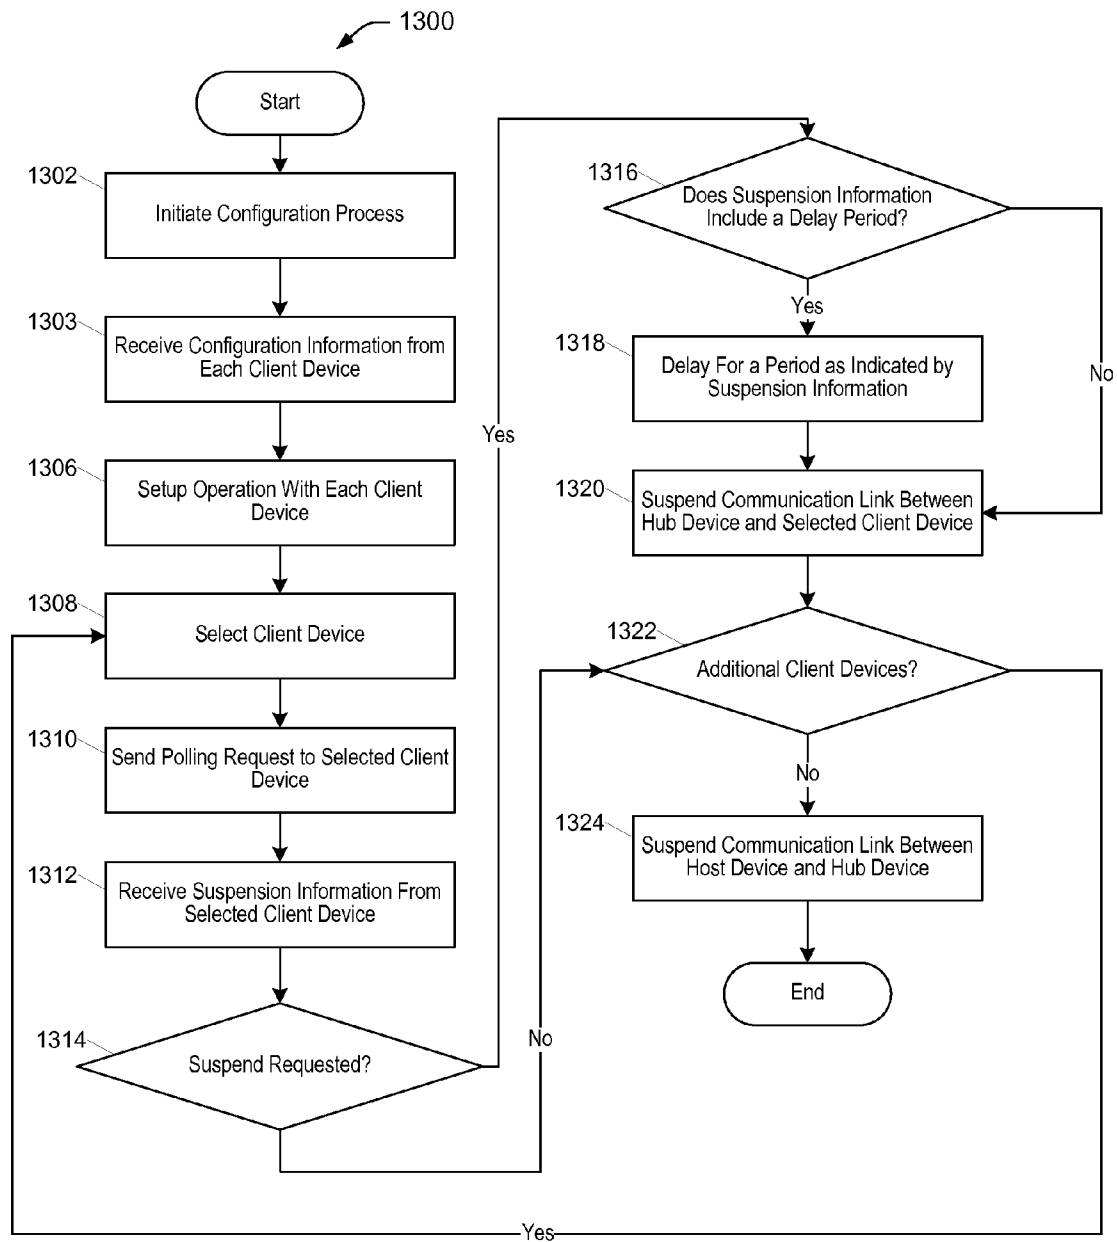 1300
Start
1302
Initiate Configuration Process
1303
Receive Configuration Information from
Each Client Device
1306
Setup Operation With Each Client
Device
1308
Select Client Device
1310
Send Polling Request to Selected Client
Device
1312
Receive Suspension Information From
Selected Client Device
1314
Suspend Requested?
Yes
No
1316
Does Suspension Information
Include a Delay Period?
Yes
No
1318
Delay For a Period as Indicated by
Suspension Information
1320
Suspend Communication Link Between
Hub Device and Selected Client Device
1322
Additional Client Devices?
No
1324
Suspend Communication Link Between
Host Device and Hub Device
End
Yes